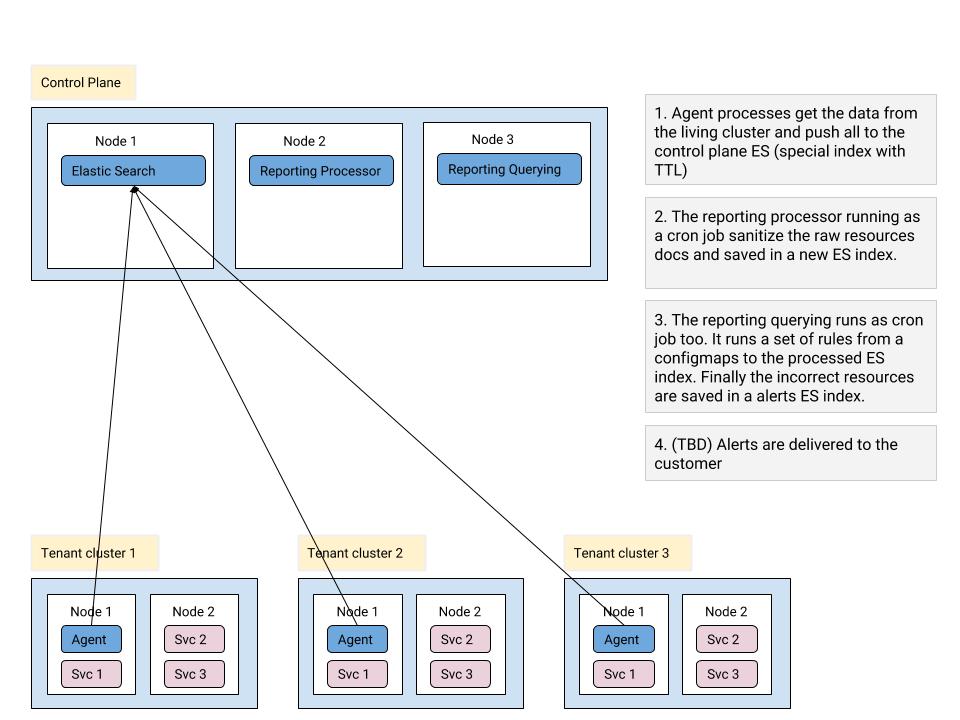 Control Plane
Node 1
Elastic Search
Node 2
Reporting Processor
Node 3
Reporting Querying
1. Agent processes get the data from
the living cluster and push all to the
control plane ES (special index with
TTL)
2. The reporting processor running as
a cron job sanitize the raw resources
docs and saved in a new ES index.
3. The reporting querying runs as cron
job too. It runs a set of rules from a
configmaps to the processed ES
index. Finally the incorrect resources
are saved in a alerts ES index.
4. (TBD) Alerts are delivered to the
customer
Tenant cluster 1
Node 1
Agent
Svc 1
Node 2
Svc 2
Svc 3
Tenant cluster 2
Node 1
Agent
Svc 1
Node 2
Svc 2
Svc 3
Tenant cluster 3
Node 1
Agent
Svc 1
Node 2
Svc 2
Svc 3